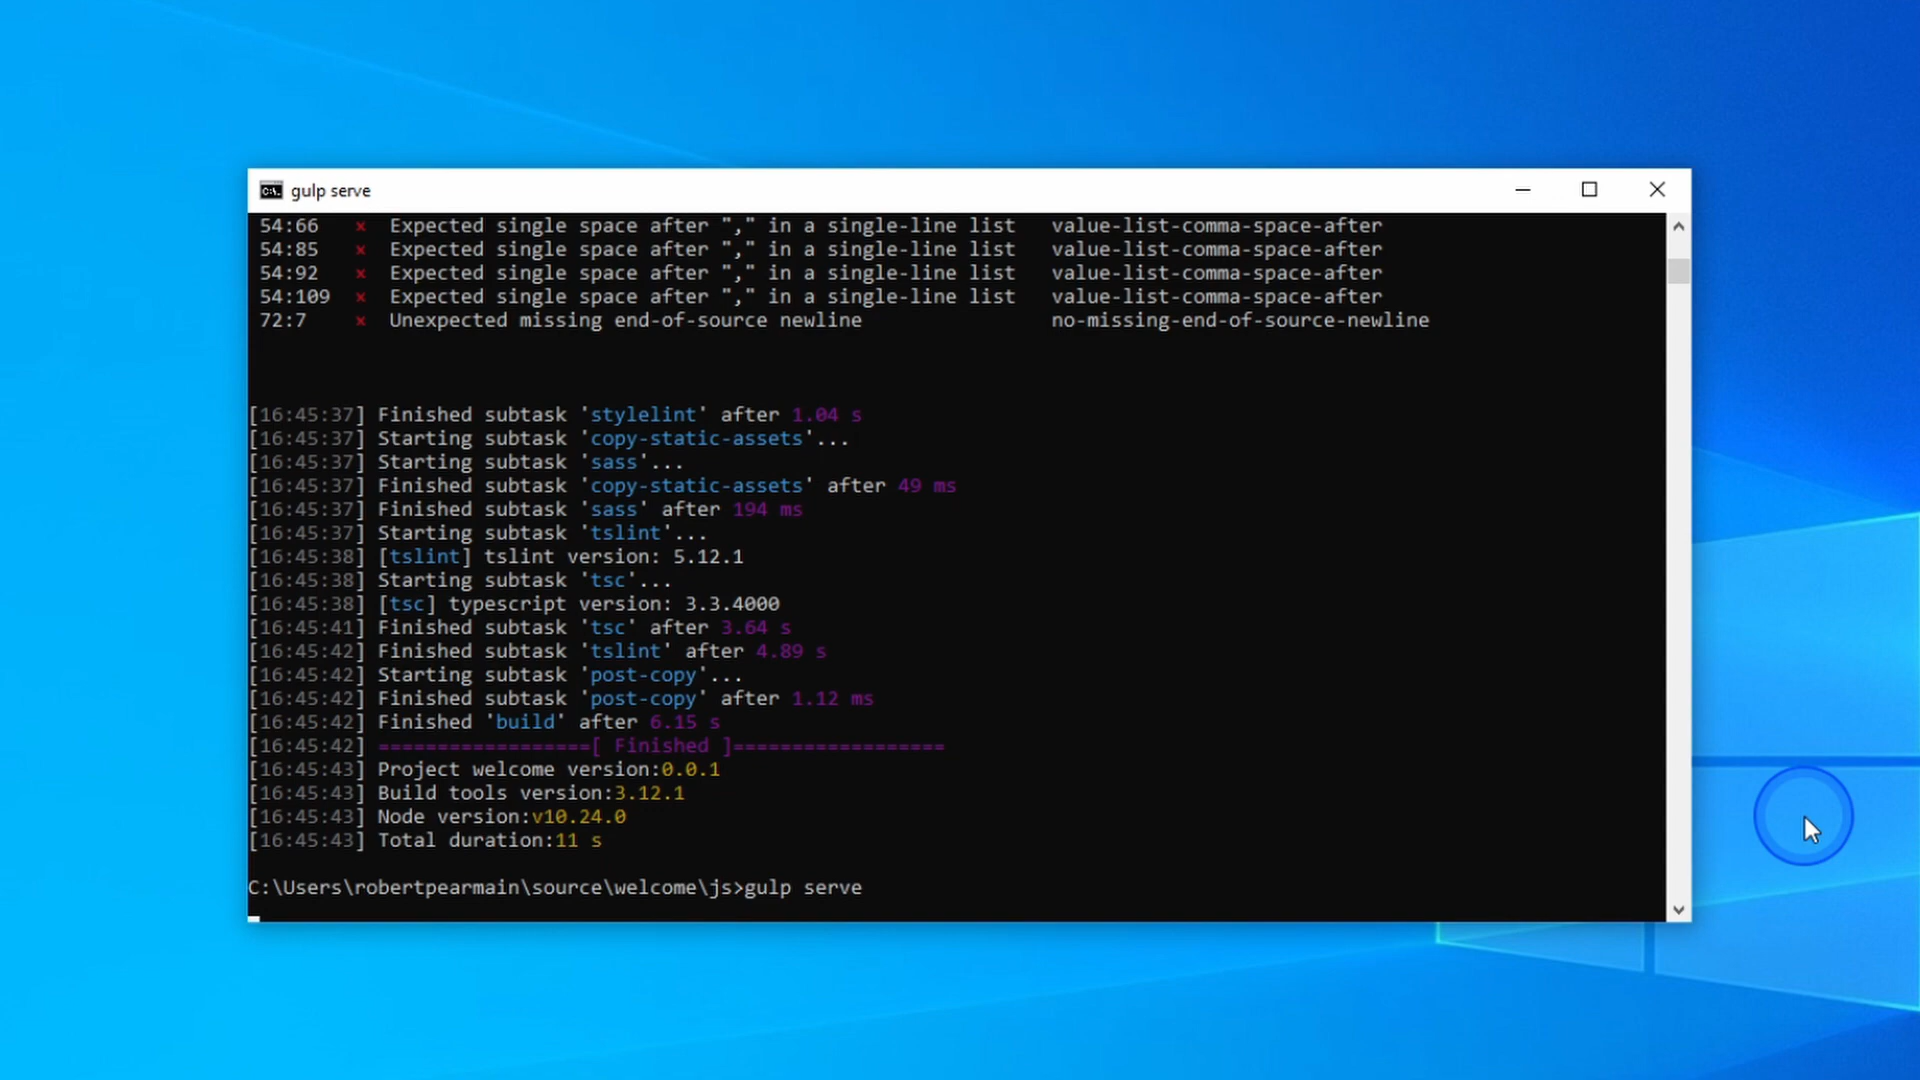 gulp serve
54:66 × Expected single space after "," in a single-line list value-list-comma-space-after
54:85 × Expected single space after "," in a single-line list value-list-comma-space-after
54:92 × Expected single space after "," in a single-line list value-list-comma-space-after
54:109 × Expected single space after "," in a single-line list value-list-comma-space-after
72:7 × Unexpected missing end-of-source newline no-missing-end-of-source-newline
[16:45:37] Finished subtask 'stylelint' after 1.04 s
[16:45:37] Starting subtask 'copy-static-assets'...
[16:45:37] Starting subtask 'sass'...
[16:45:37] Finished subtask 'copy-static-assets' after 49 ms
[16:45:37] Finished subtask 'sass' after 194 ms
[16:45:37] Starting subtask 'tslint'...
[16:45:38] [tslint] tslint version: 5.12.1
[16:45:38] Starting subtask 'tsc'...
[16:45:38] [tsc] typescript version: 3.3.4000
[16:45:41] Finished subtask 'tsc' after 3.64 s
[16:45:42] Finished subtask 'tslint' after 4.89 s
[16:45:42] Starting subtask 'post-copy'...
[16:45:42] Finished subtask 'post-copy' after 1.12 ms
[16:45:42] Finished 'build' after 6.15 s
[16:45:42] ==================[ Finished ]==================
[16:45:43] Project welcome version:0.0.1
[16:45:43] Build tools version:3.12.1
[16:45:43] Node version:v10.24.0
[16:45:43] Total duration:11 s
C:\Users\robertpearmain\source\welcome\js>gulp serve